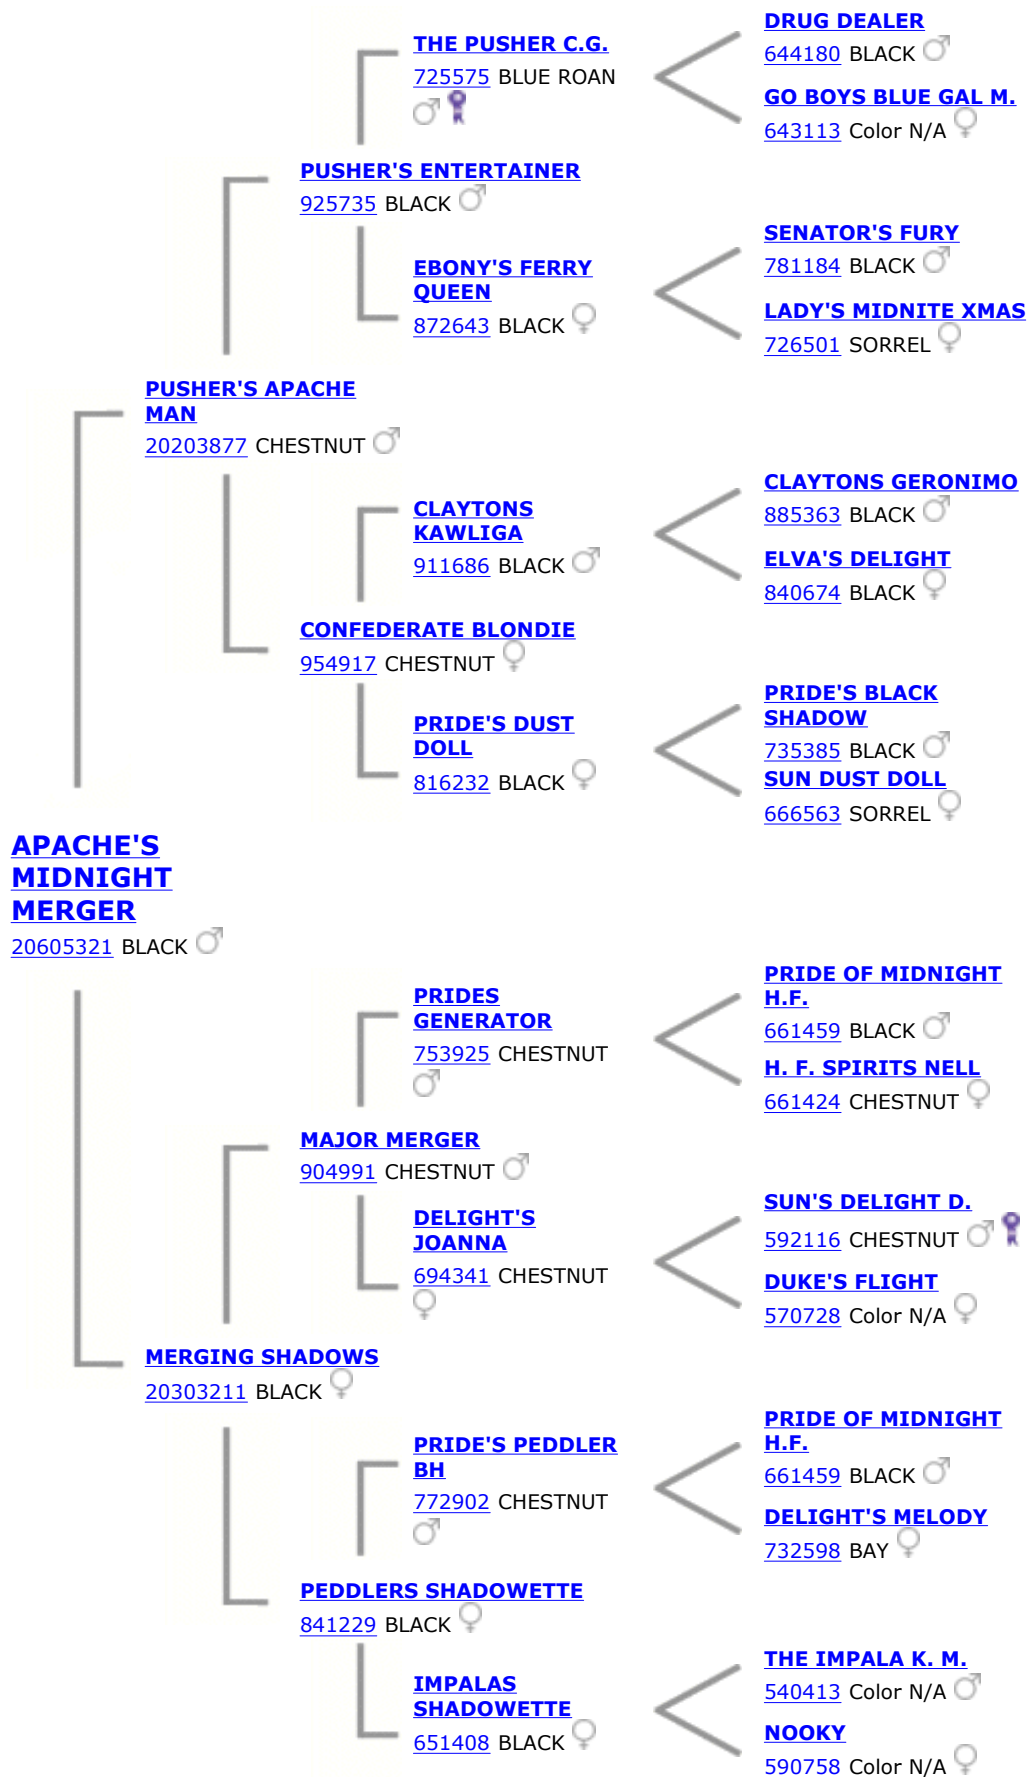 THE PUSHER C.G.
725575 BLUE ROAN
DRUG DEALER
644180 BLACK
GO BOYS BLUE GAL M.
643113 Color N/A
PUSHER'S ENTERTAINER
925735 BLACK
EBONY'S FERRY
QUEEN
872643 BLACK
SENATOR'S FURY
781184 BLACK
LADY'S MIDNITE XMAS
726501 SORREL
PUSHER'S APACHE
MAN
20203877 CHESTNUT
CLAYTONS
KAWLIGA
911686 BLACK
CLAYTONS GERONIMO
885363 BLACK
ELVA'S DELIGHT
840674 BLACK
CONFEDERATE BLONDIE
954917 CHESTNUT
PRIDE'S DUST
DOLL
816232 BLACK
PRIDE'S BLACK
SHADOW
735385 BLACK
SUN DUST DOLL
666563 SORREL
APACHE'S
MIDNIGHT
MERGER
20605321 BLACK
PRIDES
GENERATOR
753925 CHESTNUT
PRIDE OF MIDNIGHT
H.F.
661459 BLACK
H. F. SPIRITS NELL
661424 CHESTNUT
MAJOR MERGER
904991 CHESTNUT
DELIGHT'S
JOANNA
694341 CHESTNUT
SUN'S DELIGHT D.
592116 CHESTNUT
DUKE'S FLIGHT
570728 Color N/A
MERGING SHADOWS
20303211 BLACK
PRIDE'S PEDDLER
BH
772902 CHESTNUT
PRIDE OF MIDNIGHT
H.F.
661459 BLACK
DELIGHT'S MELODY
732598 BAY
PEDDLERS SHADOWETTE
841229 BLACK
IMPALAS
SHADOWETTE
651408 BLACK
THE IMPALA K. M.
540413 Color N/A
NOOKY
590758 Color N/A